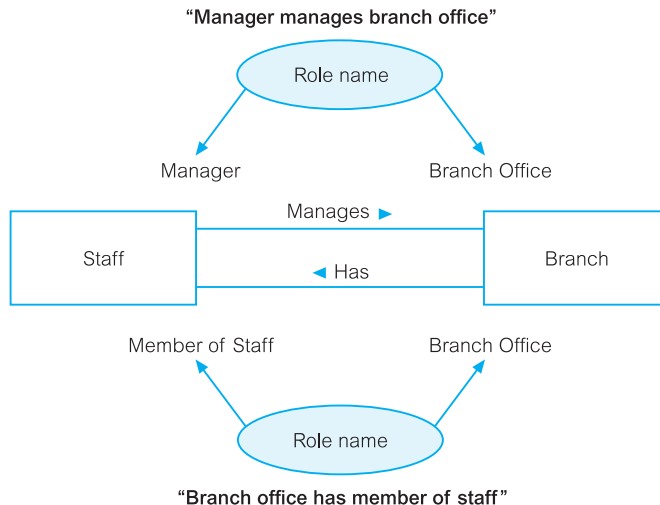 “Manager manages branch office”
Role name
Manager
Branch Office
Manages ►
Staff
Branch
◄ Has
Member of Staff
Branch Office
Role name
“Branch office has member of staff”